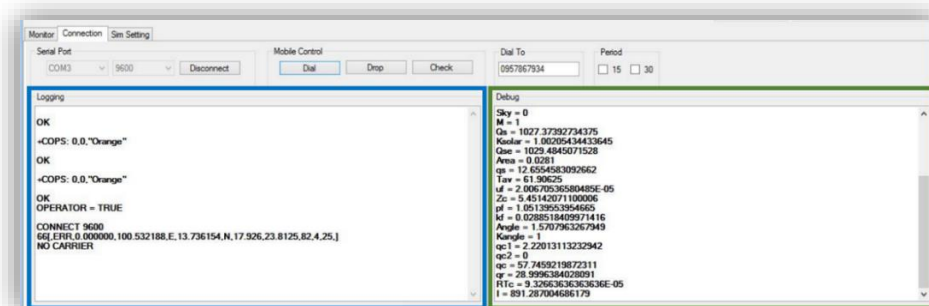 Monitor Connection Sim Setting
Serial Port Mobile Control Dial To Period
COM3 9600 Disconnect Dial Drop Check 0957867934 15 30
Logging
OK
+COPS: 0,0,"Orange"
OK
+COPS: 0,0,"Orange"
OK
OPERATOR = TRUE
CONNECT 9600
66[,ERR,0.000000,100.532188,E,13.736154,N,17.926,23.8125,82,4,25,]
NO CARRIER
Debug
Sky = 0
M = 1
Qs = 1027.37392734375
Ksolar = 1.00205434433645
Qse = 1029.4845071528
Area = 0.0281
qs = 12.6554583092662
Tav = 61.90625
uf = 2.00670536580485E-05
Zc = 5.45142071100006
pf = 1.05139553954665
kf = 0.0288518409971416
Angle = 1.5707963267949
Kangle = 1
qc1 = 2.22013113232942
qc2 = 0
qc = 57.7459219872311
qr = 28.9996384028091
RTc = 9.32663636363636E-05
I = 891.287004686179